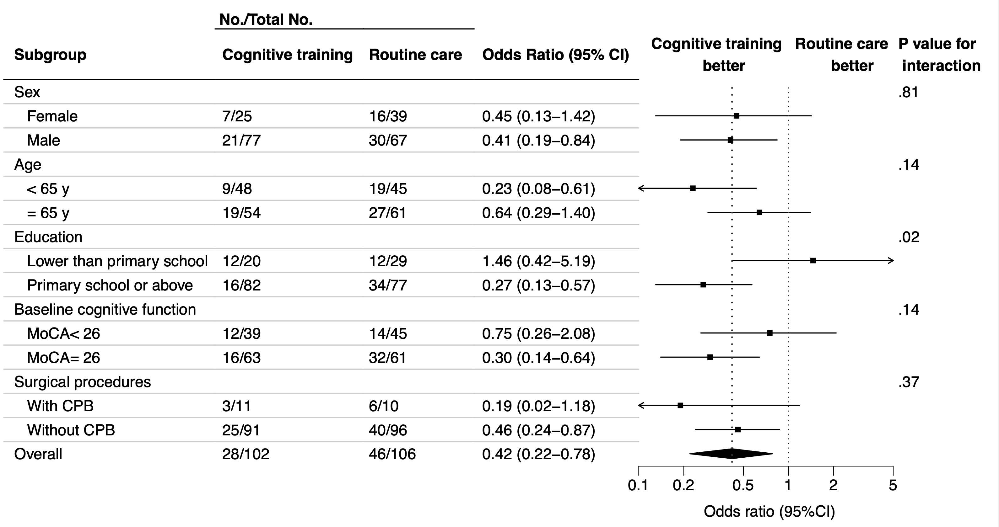 No./Total No.
Subgroup Cognitive training Routine care Odds Ratio (95% CI) Cognitive training better Routine care better P value for interaction
Sex .81
Female 7/25 16/39 0.45 (0.13–1.42)
Male 21/77 30/67 0.41 (0.19–0.84)
Age .14
< 65 y 9/48 19/45 0.23 (0.08–0.61)
= 65 y 19/54 27/61 0.64 (0.29–1.40)
Education .02
Lower than primary school 12/20 12/29 1.46 (0.42–5.19)
Primary school or above 16/82 34/77 0.27 (0.13–0.57)
Baseline cognitive function .14
MoCA< 26 12/39 14/45 0.75 (0.26–2.08)
MoCA= 26 16/63 32/61 0.30 (0.14–0.64)
Surgical procedures .37
With CPB 3/11 6/10 0.19 (0.02–1.18)
Without CPB 25/91 40/96 0.46 (0.24–0.87)
Overall 28/102 46/106 0.42 (0.22–0.78)
0.1 0.2 0.5 1 2 5
Odds ratio (95%CI)